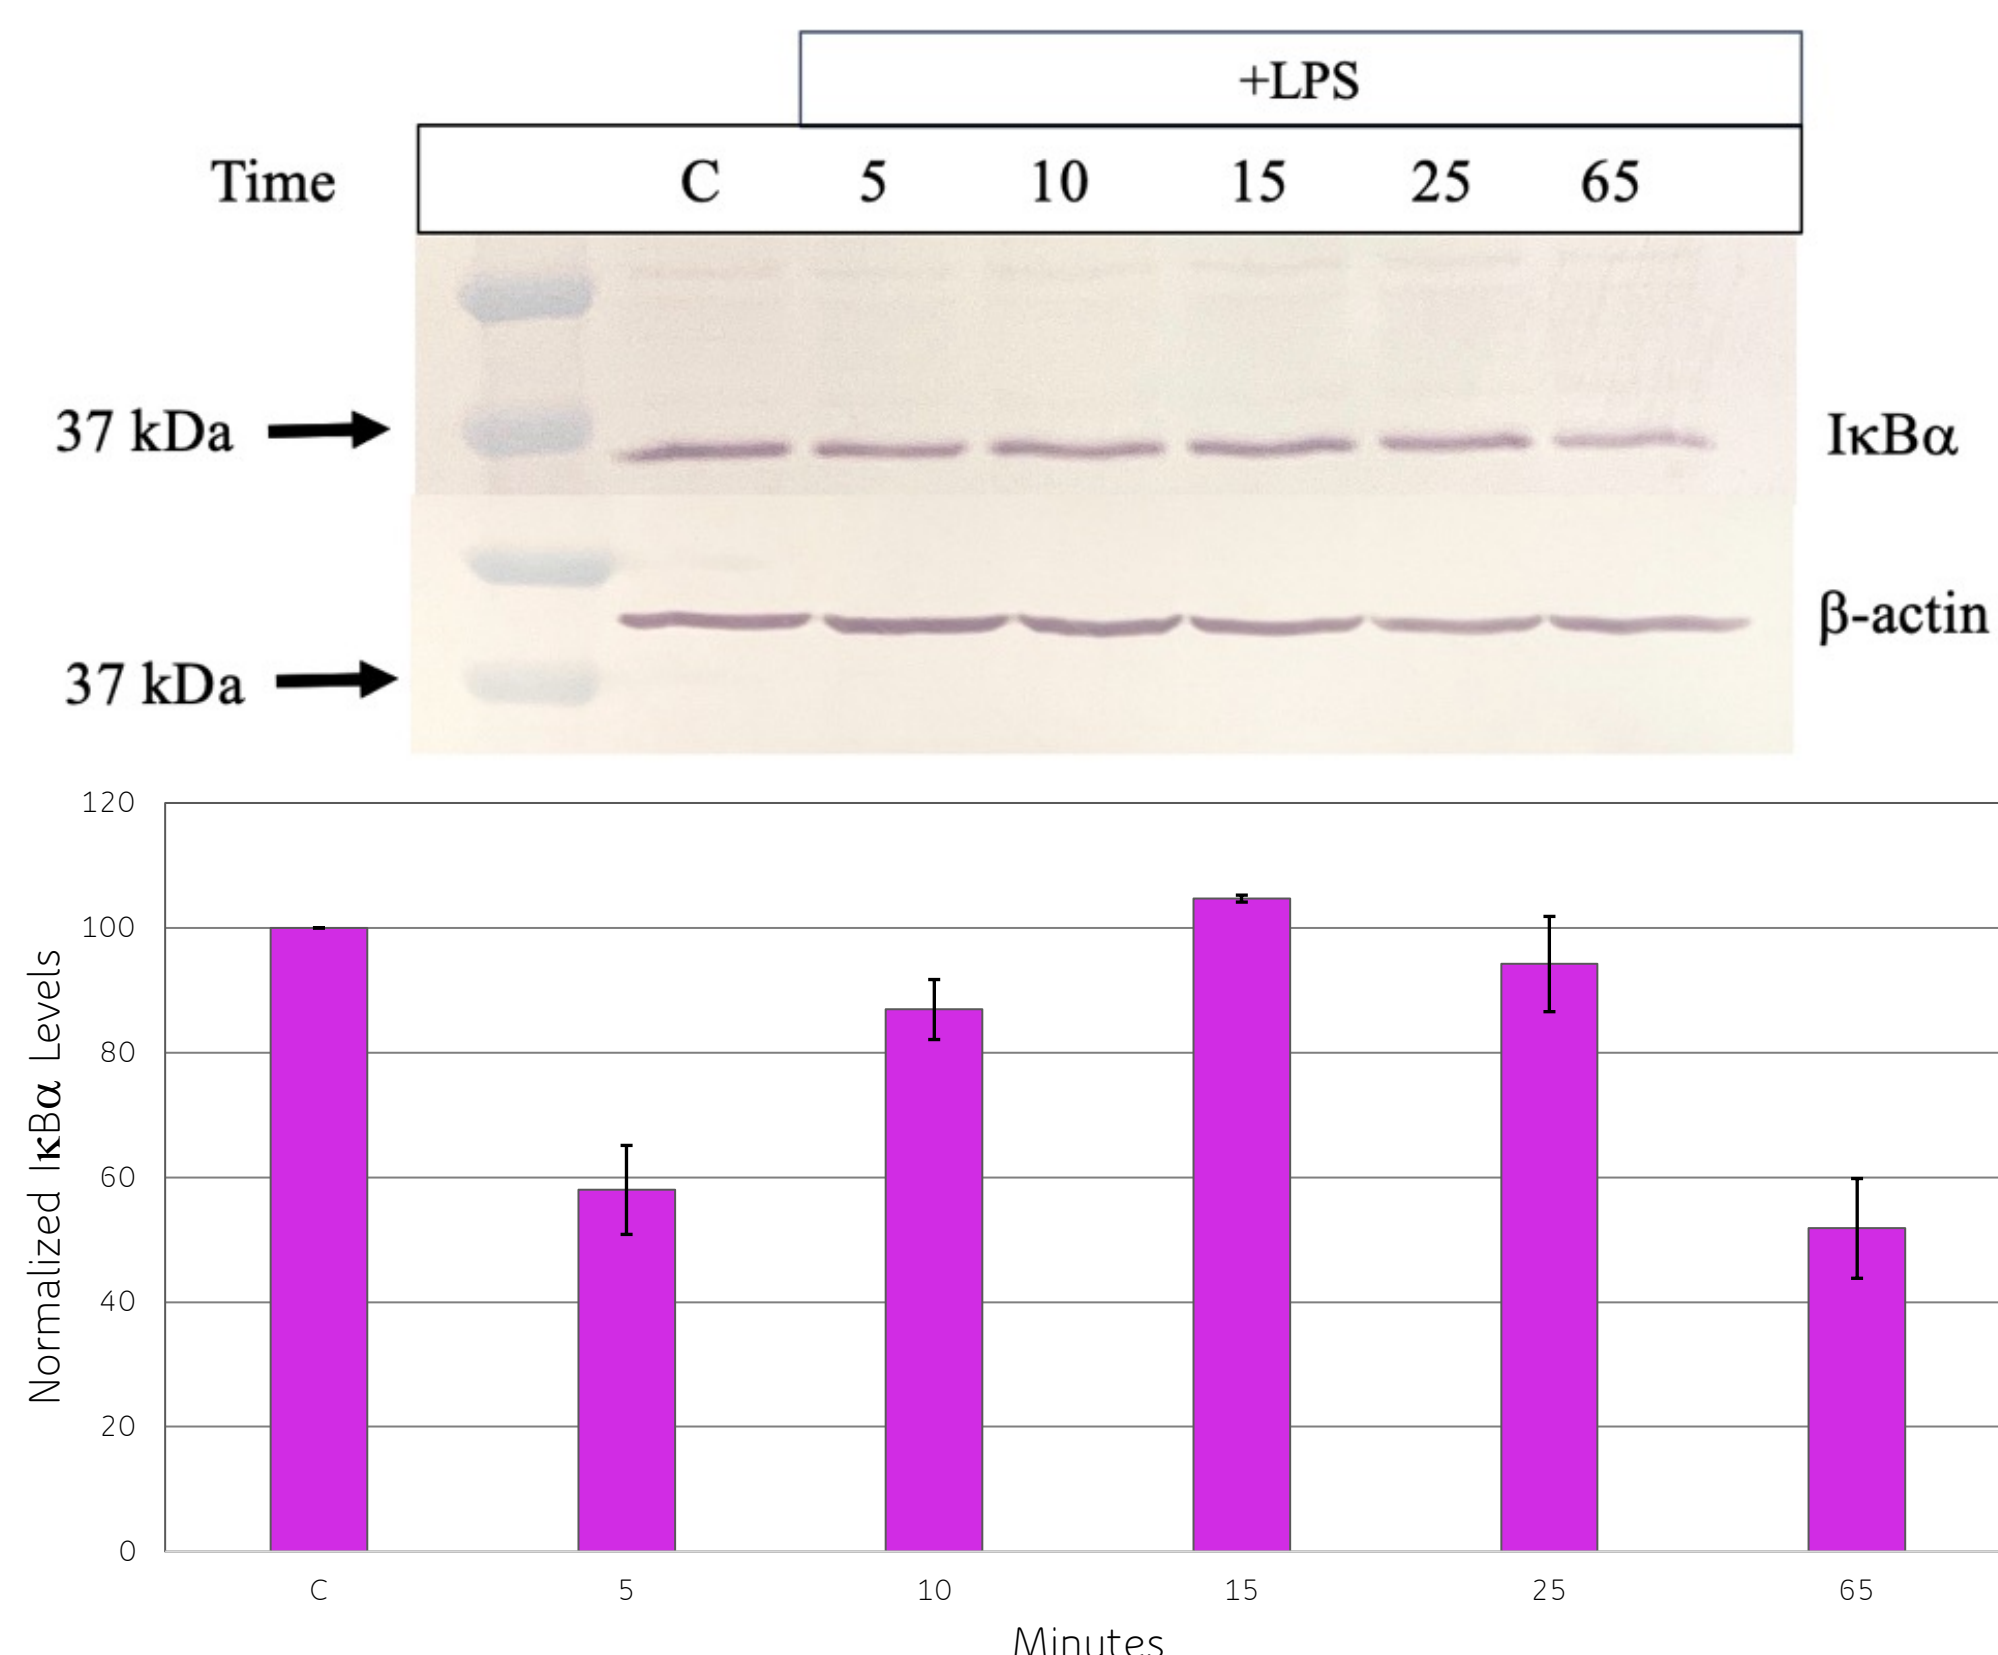 +LPS
Time C 5 10 15 25 65
37 kDa IκBα
β-actin
37 kDa
120
100
80
60
40
20
0
Normalized IκBα Levels
C 5 10 15 25 65
Minutes